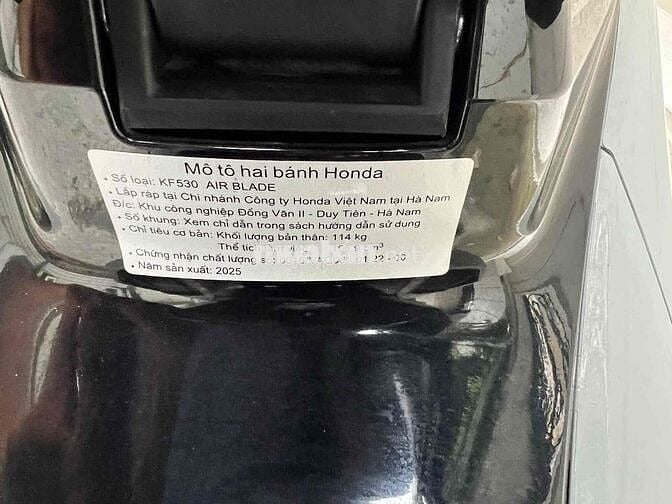 Mô tô hai bánh Honda
• Số loại: KF530 AIR BLADE
• Lắp ráp tại Chi nhánh Công ty Honda Việt Nam tại Hà Nam
Đ/c: Khu công nghiệp Đồng Văn II - Duy Tiên - Hà Nam
• Số khung: Xem chỉ dẫn trong sách hướng dẫn sử dụng
• Chỉ tiêu cơ bản: Khối lượng bản thân: 114 kg
Thể tíc
• Chứng nhận chất lượng s
• Năm sản xuất: 2025